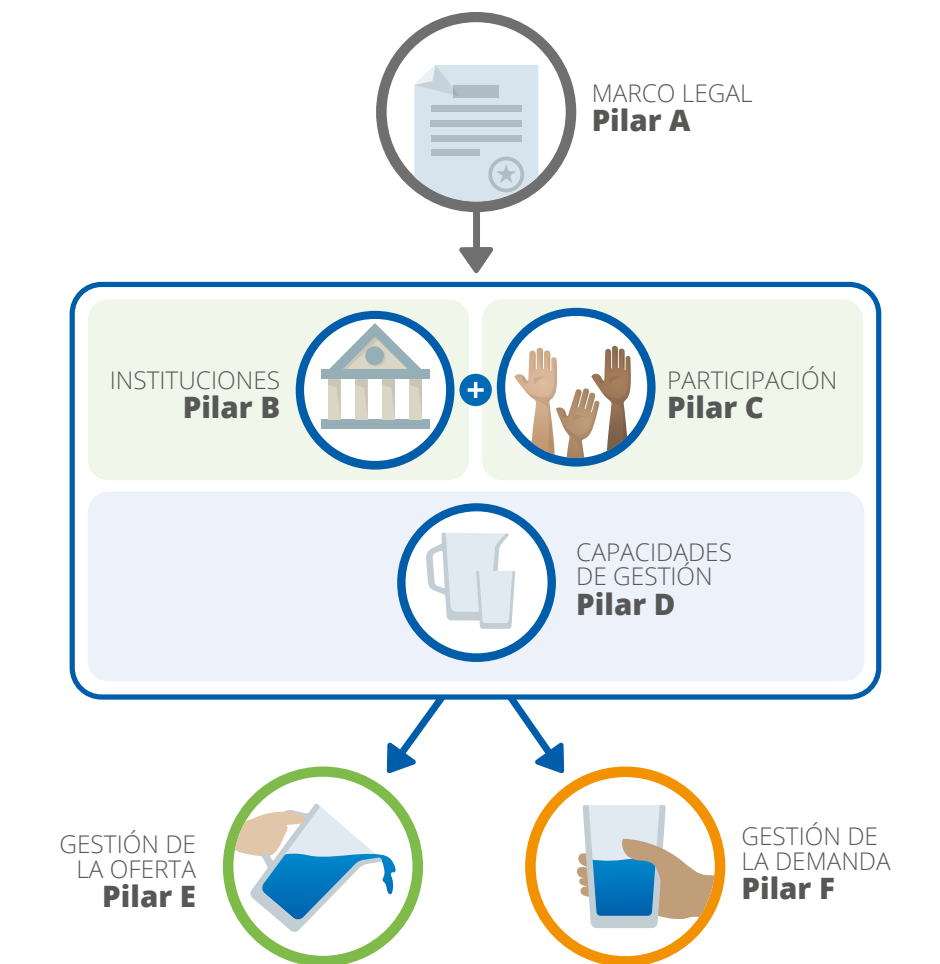 MARCO LEGAL
Pilar A
INSTITUCIONES
Pilar B
+
PARTICIPACIÓN
Pilar C
CAPACIDADES
DE GESTIÓN
Pilar D
GESTIÓN DE
LA OFERTA
Pilar E
GESTIÓN DE
LA DEMANDA
Pilar F